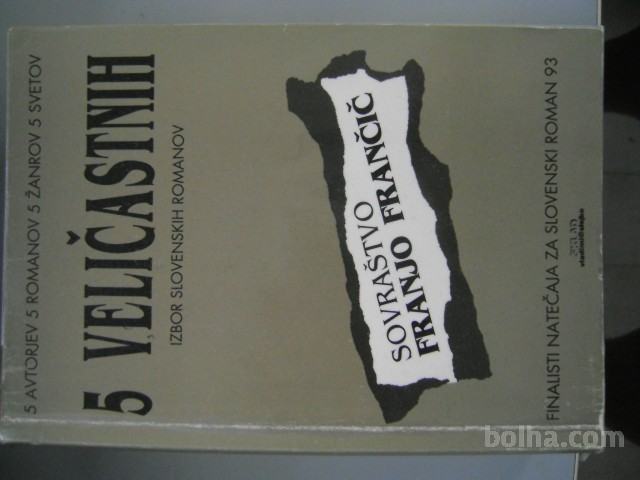 5 AVTORJEV 5 ROMANOV 5 ŽANROV 5 SVETOV
5 VELIČASTNIH
IZBOR SLOVENSKIH ROMANOV
SOVRAŠTVO
FRANJO FRANČIČ
FINALISTI NATEČAJA ZA SLOVENSKI ROMAN 93
bolha.com